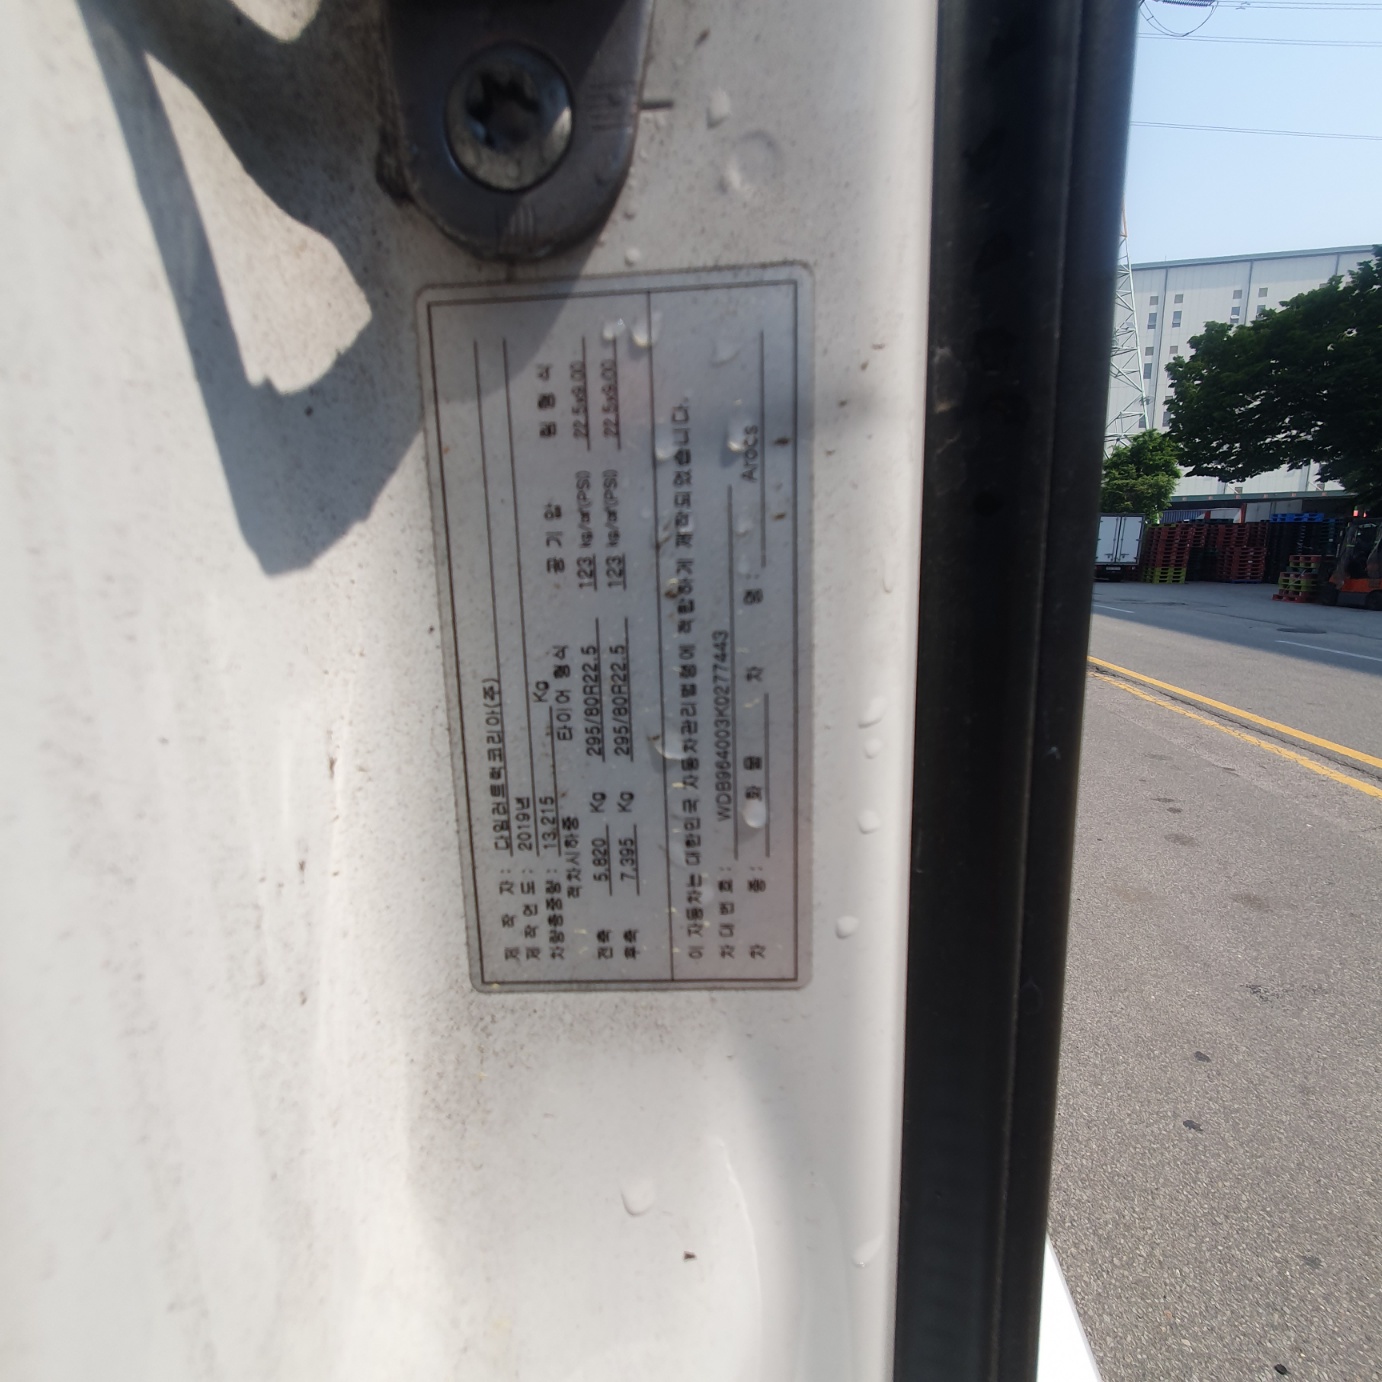 제 작 자 : 다임러트럭코리아(주)
제 작 연 도 : 2019년
차량총중량 : 13,215 Kg
적차시하중 타이어 형식 공 기 압 림 형 식
전축 5,820 Kg 295/80R22.5 123 kg/㎠(PSI) 22.5x9.00
후축 7,395 Kg 295/80R22.5 123 kg/㎠(PSI) 22.5x9.00
이 자동차는 대한민국 자동차관리법령에 적합하게 제작되었습니다.
차 대 번 호 : WDB964003K0277443
차 종 : 화 물 차 명 : Arocs